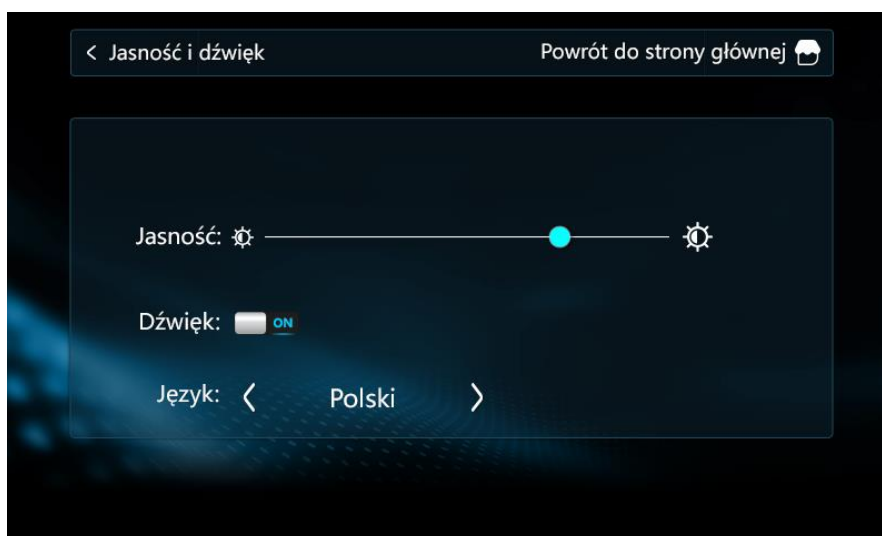 < Jasność i dźwięk
Powrót do strony głównej
Jasność:
Dźwięk: ON
Język: < Polski >